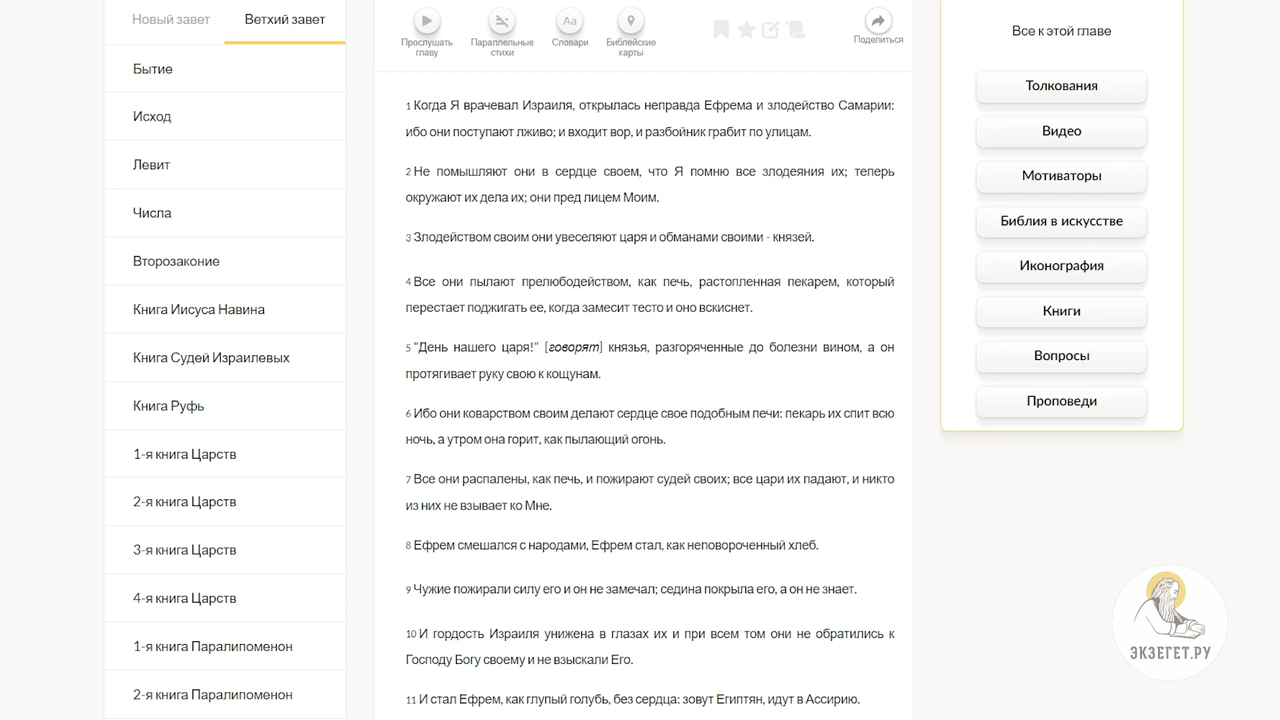 Новый завет
Ветхий завет
Бытие
Исход
Левит
Числа
Второзаконие
Книга Иисуса Навина
Книга Судей Израилевых
Книга Руфь
1-я книга Царств
2-я книга Царств
3-я книга Царств
4-я книга Царств
1-я книга Паралипоменон
2-я книга Паралипоменон
Прослушать
главу
Параллельные
стихи
Aa
Словари
Библейские
карты
Поделиться
1 Когда Я врачевал Израиля, открылась неправда Ефрема и злодейство Самарии:
ибо они поступают лживо; и входит вор, и разбойник грабит по улицам.
2 Не помышляют они в сердце своем, что Я помню все злодеяния их; теперь
окружают их дела их; они пред лицем Моим.
3 Злодейством своим они увеселяют царя и обманами своими - князей.
4 Все они пылают прелюбодейством, как печь, растопленная пекарем, который
перестает поджигать ее, когда замесит тесто и оно вскиснет.
5 "День нашего царя!" [говорят] князья, разгоряченные до болезни вином, а он
протягивает руку свою к кощунам.
6 Ибо они коварством своим делают сердце свое подобным печи: пекарь их спит всю
ночь, а утром она горит, как пылающий огонь.
7 Все они распалены, как печь, и пожирают судей своих; все цари их падают, и никто
из них не взывает ко Мне.
8 Ефрем смешался с народами, Ефрем стал, как неповороченный хлеб.
9 Чужие пожирали силу его и он не замечал; седина покрыла его, а он не знает.
10 И гордость Израиля унижена в глазах их и при всем том они не обратились к
Господу Богу своему и не взыскали Его.
11 И стал Ефрем, как глупый голубь, без сердца: зовут Египтян, идут в Ассирию.
Все к этой главе
Толкования
Видео
Мотиваторы
Библия в искусстве
Иконография
Книги
Вопросы
Проповеди
ЭКЗЕГЕТ.РУ